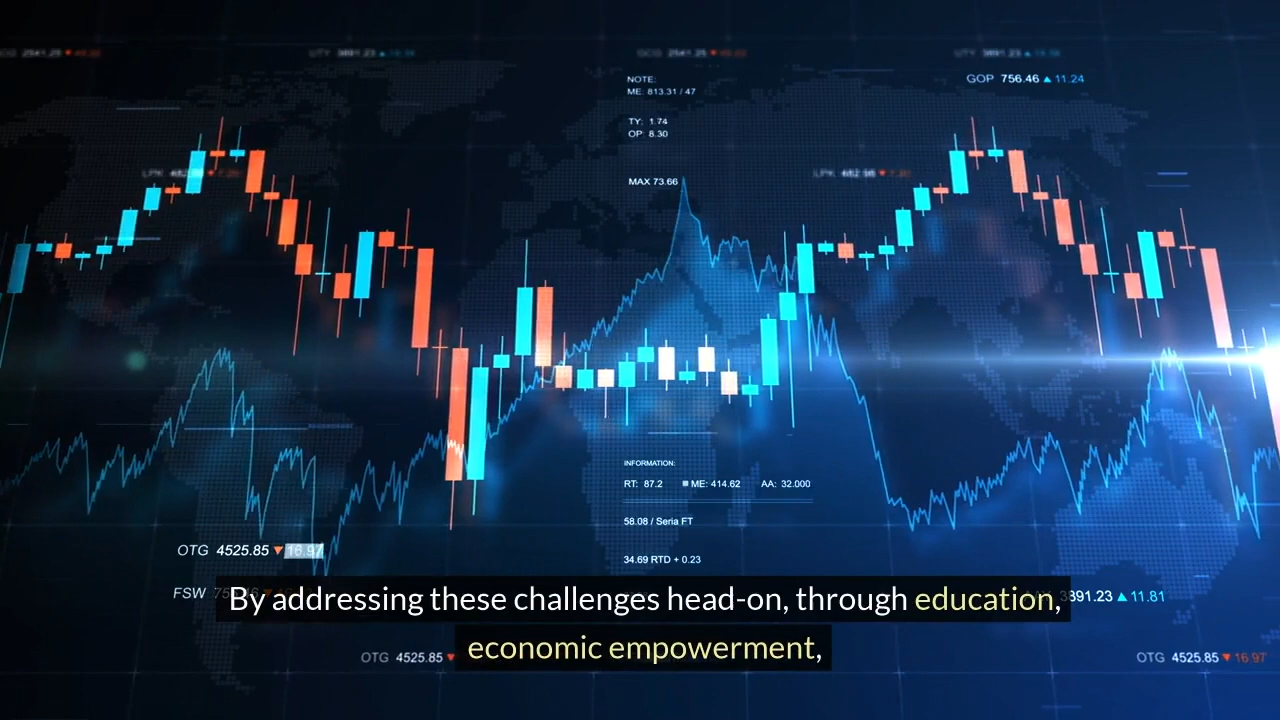 GOP 756.46 ▲ 11.24
NOTE:
ME: 813.31 / 47
TY: 1.74
OP: 8.30
MAX 73.66
INFORMATION:
RT: 87.2 ME: 414.62 AA: 32.000
58.08 / Seria FT
34.69 RTD + 0.23
OTG 4525.85 ▼ 16.97
FSW
3891.23 ▲ 11.81
By addressing these challenges head-on, through education,
economic empowerment,
OTG 4525.85 ▼
OTG 4525.85 ▼ 16.97